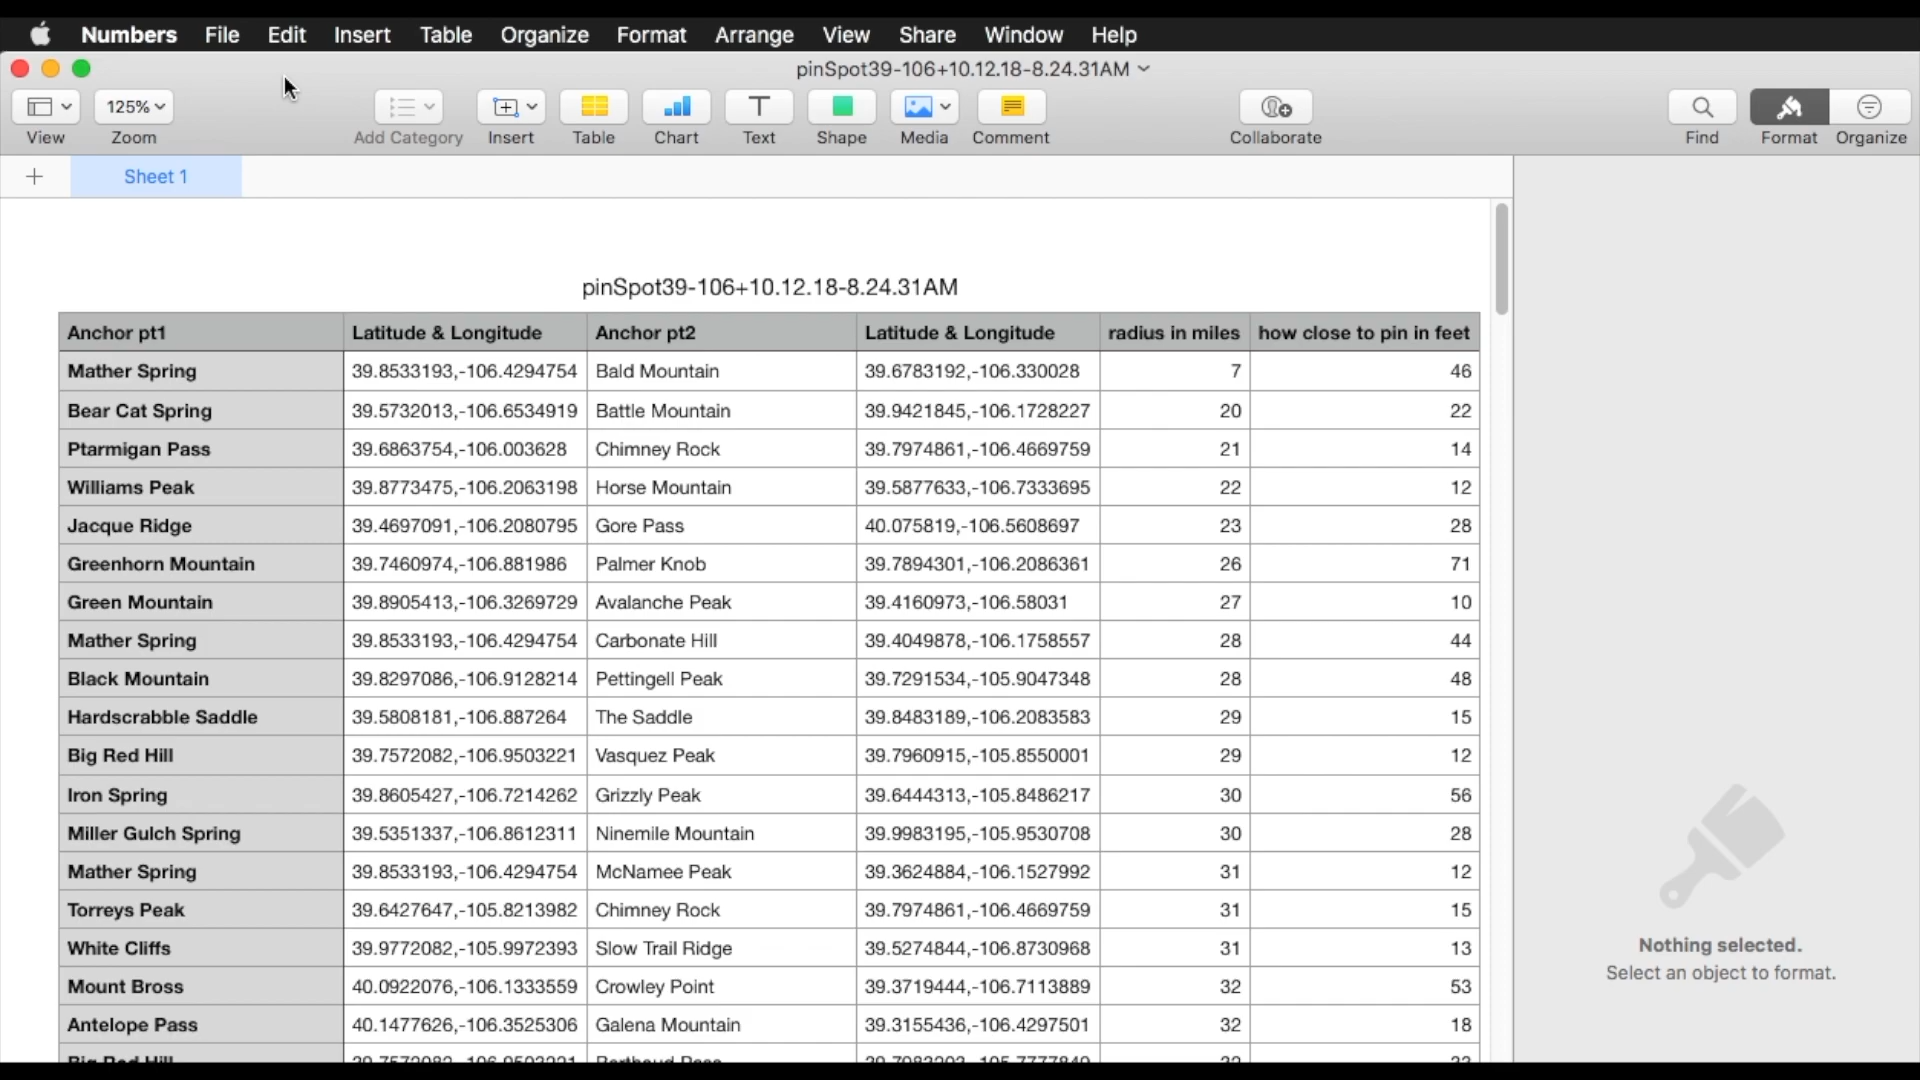 Numbers File Edit Insert Table Organize Format Arrange View Share Window Help
pinSpot39-106+10.12.18-8.24.31AM
125%
View Zoom Add Category Insert Table Chart Text Shape Media Comment Collaborate Find Format Organize
Sheet 1
pinSpot39-106+10.12.18-8.24.31AM
Anchor pt1 Latitude & Longitude Anchor pt2 Latitude & Longitude radius in miles how close to pin in feet
Mather Spring 39.8533193,-106.4294754 Bald Mountain 39.6783192,-106.330028 7 46
Bear Cat Spring 39.5732013,-106.6534919 Battle Mountain 39.9421845,-106.1728227 20 22
Ptarmigan Pass 39.6863754,-106.003628 Chimney Rock 39.7974861,-106.4669759 21 14
Williams Peak 39.8773475,-106.2063198 Horse Mountain 39.5877633,-106.7333695 22 12
Jacque Ridge 39.4697091,-106.2080795 Gore Pass 40.075819,-106.5608697 23 28
Greenhorn Mountain 39.7460974,-106.881986 Palmer Knob 39.7894301,-106.2086361 26 71
Green Mountain 39.8905413,-106.3269729 Avalanche Peak 39.4160973,-106.58031 27 10
Mather Spring 39.8533193,-106.4294754 Carbonate Hill 39.4049878,-106.1758557 28 44
Black Mountain 39.8297086,-106.9128214 Pettingell Peak 39.7291534,-105.9047348 28 48
Hardscrabble Saddle 39.5808181,-106.887264 The Saddle 39.8483189,-106.2083583 29 15
Big Red Hill 39.7572082,-106.9503221 Vasquez Peak 39.7960915,-105.8550001 29 12
Iron Spring 39.8605427,-106.7214262 Grizzly Peak 39.6444313,-105.8486217 30 56
Miller Gulch Spring 39.5351337,-106.8612311 Ninemile Mountain 39.9983195,-105.9530708 30 28
Mather Spring 39.8533193,-106.4294754 McNamee Peak 39.3624884,-106.1527992 31 12
Torreys Peak 39.6427647,-105.8213982 Chimney Rock 39.7974861,-106.4669759 31 15
White Cliffs 39.9772082,-105.9972393 Slow Trail Ridge 39.5274844,-106.8730968 31 13
Mount Bross 40.0922076,-106.1333559 Crowley Point 39.3719444,-106.7113889 32 53
Antelope Pass 40.1477626,-106.3525306 Galena Mountain 39.3155436,-106.4297501 32 18
Big Red Hill 39.7572082,-106.9503221
Nothing selected.
Select an object to format.